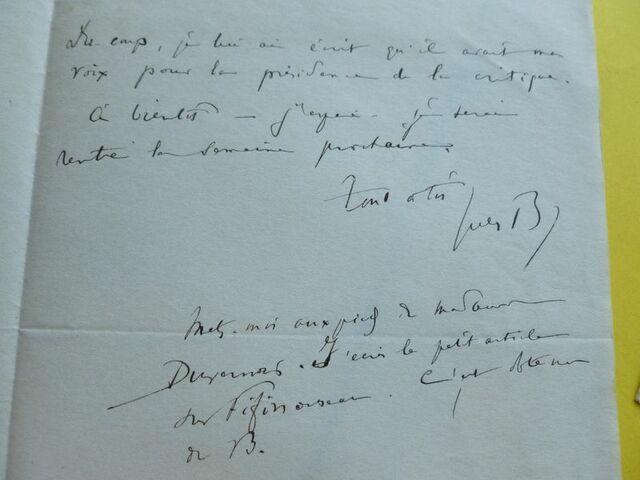 Du coup, je lui ai écrit qu'il avait ma
voix pour la présidence de la critique.
À bientôt – j'espère. je serai
rentré la semaine prochaine.
Tout à toi
Jules B
Mets-moi aux pieds de madame
J'écris le petit article
sur
C'est
de B.